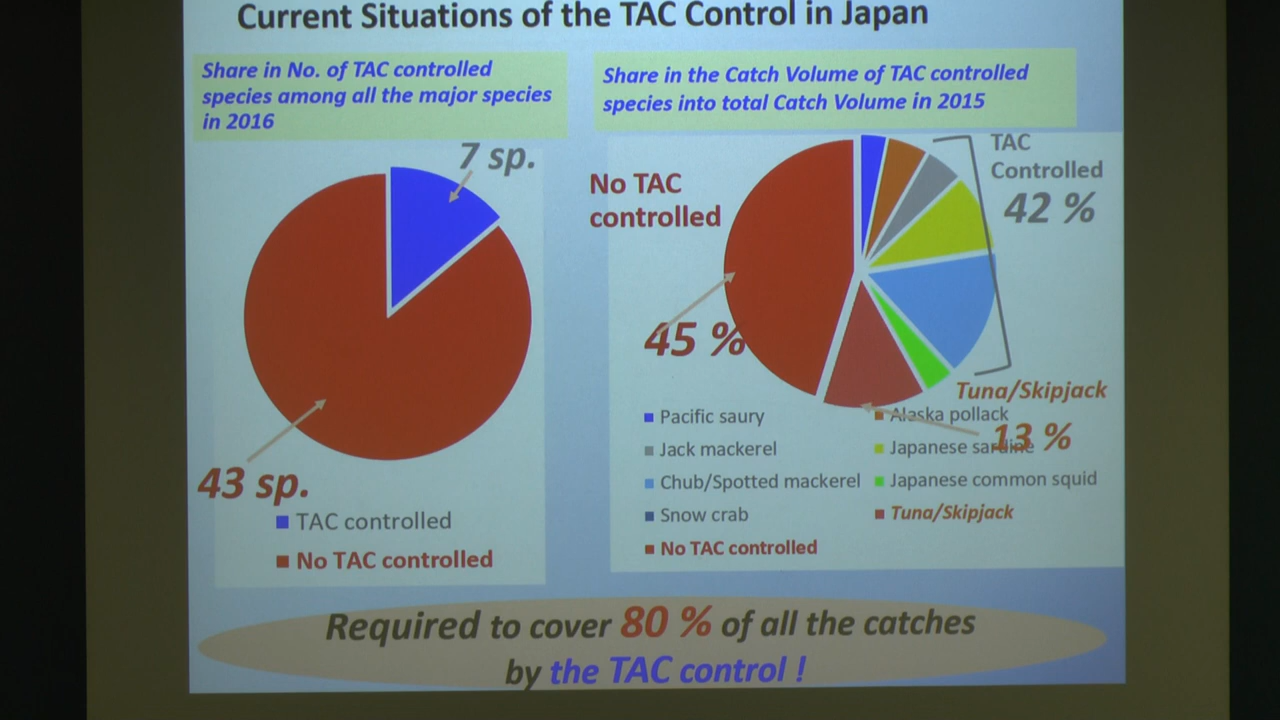 Current Situations of the TAC Control in Japan
Share in No. of TAC controlled
species among all the major species
in 2016
7 sp.
43 sp.
TAC controlled
No TAC controlled
Share in the Catch Volume of TAC controlled
species into total Catch Volume in 2015
No TAC
controlled
45 %
TAC
Controlled
42 %
Tuna/Skipjack
13 %
Pacific saury
Alaska pollack
Jack mackerel
Japanese sardine
Chub/Spotted mackerel
Japanese common squid
Snow crab
Tuna/Skipjack
No TAC controlled
Required to cover 80 % of all the catches
by the TAC control !